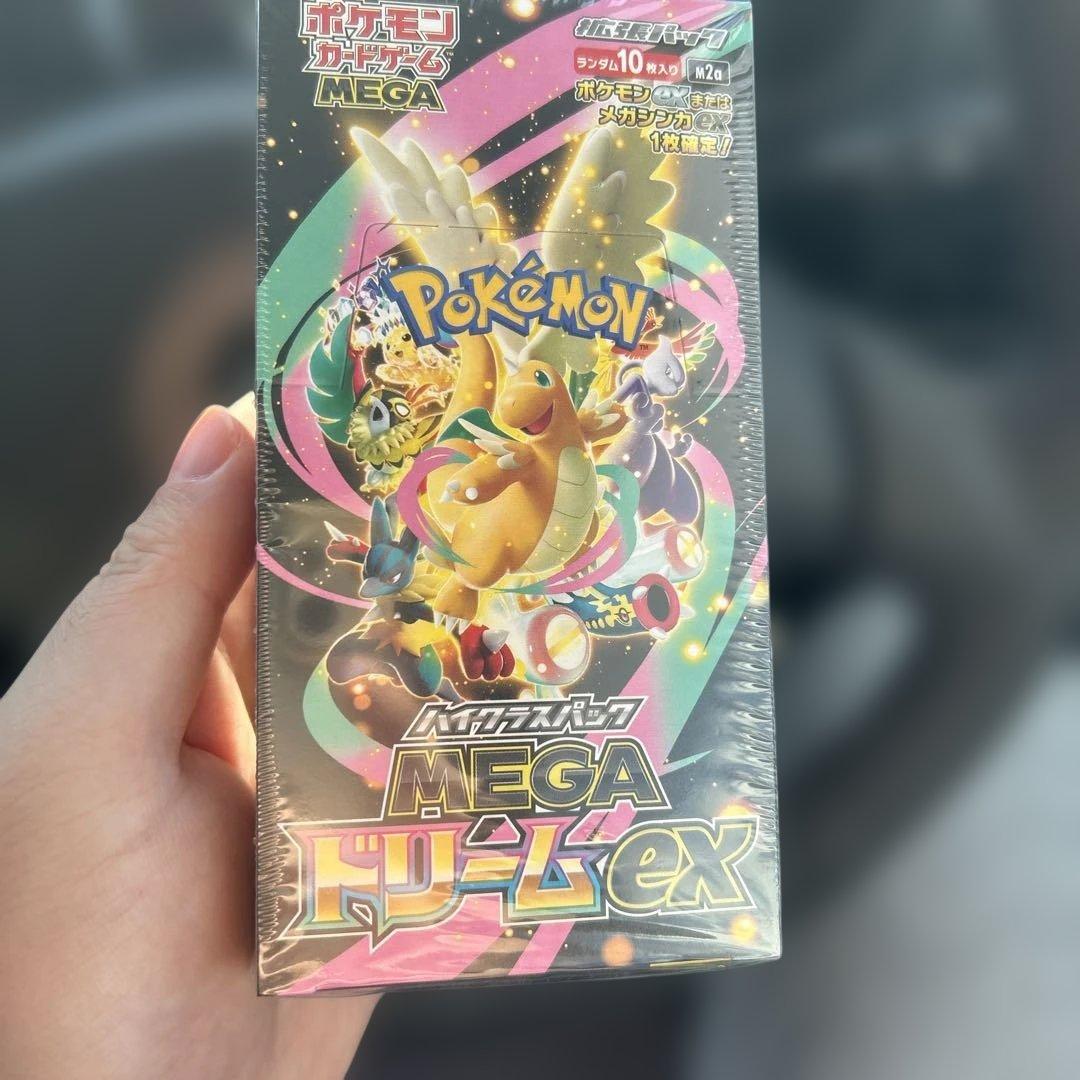 ポケモン
カードゲーム™
MEGA
拡張パック
ランダム10枚入り M2a
ポケモンexまたは
メガシンカex
1枚確定!
POKÉMON™
ハイクラスパック
MEGA
ドリームex